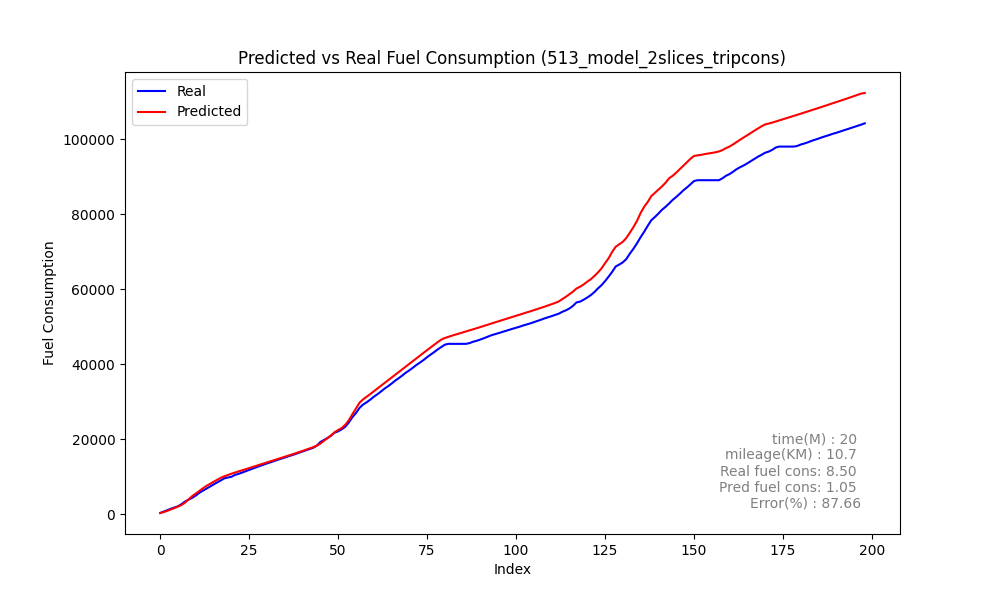 Predicted vs Real Fuel Consumption (513_model_2slices_tripcons)
Real
Predicted
Fuel Consumption
100000
80000
60000
40000
20000
0
time(M) : 20
mileage(KM) : 10.7
Real fuel cons: 8.50
Pred fuel cons: 1.05
Error(%) : 87.66
0 25 50 75 100 125 150 175 200
Index